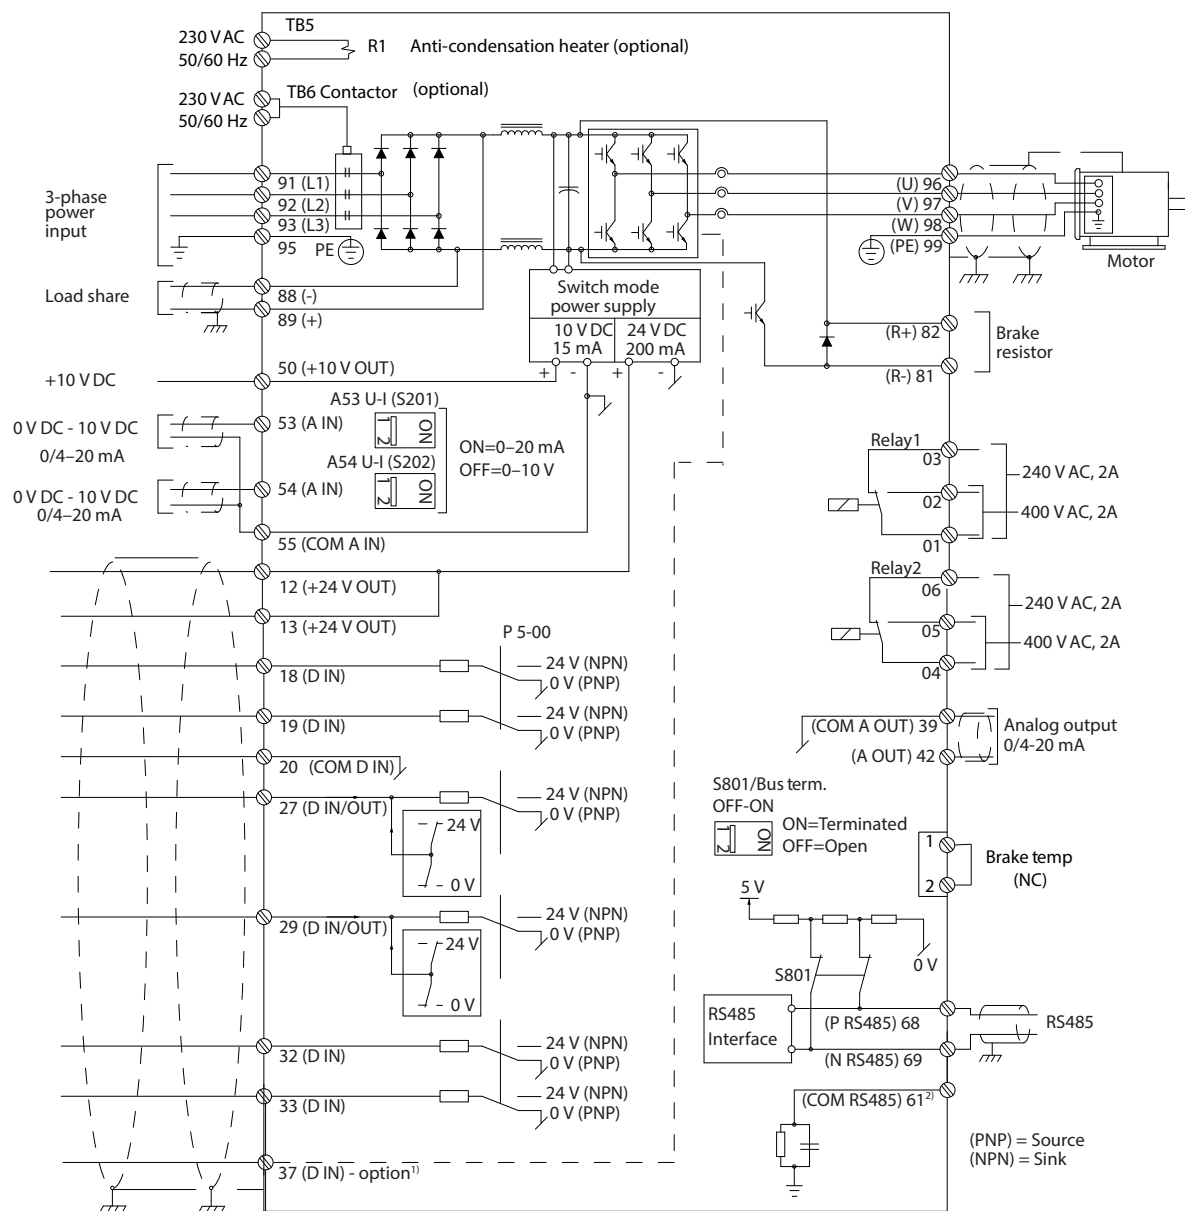 TB5
230 V AC
50/60 Hz
R1
Anti-condensation heater (optional)
TB6 Contactor (optional)
230 V AC
50/60 Hz
3-phase
power
input
91 (L1)
92 (L2)
93 (L3)
95
PE
Load share
88 (-)
89 (+)
Switch mode
power supply
10 V DC
15 mA
24 V DC
200 mA
+ - + -
(U) 96
(V) 97
(W) 98
(PE) 99
Motor
(R+) 82
Brake
resistor
(R-) 81
+10 V DC
50 (+10 V OUT)
A53 U-I (S201)
1 2
ON
0 V DC - 10 V DC
0/4–20 mA
53 (A IN)
A54 U-I (S202)
1 2
ON
ON=0–20 mA
OFF=0–10 V
0 V DC - 10 V DC
0/4–20 mA
54 (A IN)
55 (COM A IN)
Relay1
03
240 V AC, 2A
02
400 V AC, 2A
01
Relay2
06
240 V AC, 2A
05
400 V AC, 2A
04
12 (+24 V OUT)
13 (+24 V OUT)
P 5-00
18 (D IN)
24 V (NPN)
0 V (PNP)
19 (D IN)
24 V (NPN)
0 V (PNP)
20 (COM D IN)
27 (D IN/OUT)
24 V (NPN)
0 V (PNP)
24 V
0 V
29 (D IN/OUT)
24 V (NPN)
0 V (PNP)
24 V
0 V
32 (D IN)
24 V (NPN)
0 V (PNP)
33 (D IN)
24 V (NPN)
0 V (PNP)
37 (D IN) - option¹⁾
(COM A OUT) 39
Analog output
0/4-20 mA
(A OUT) 42
S801/Bus term.
OFF-ON
1 2
ON
ON=Terminated
OFF=Open
1
2
Brake temp
(NC)
5 V
0 V
S801
RS485
Interface
(P RS485) 68
RS485
(N RS485) 69
(COM RS485) 61²⁾
(PNP) = Source
(NPN) = Sink